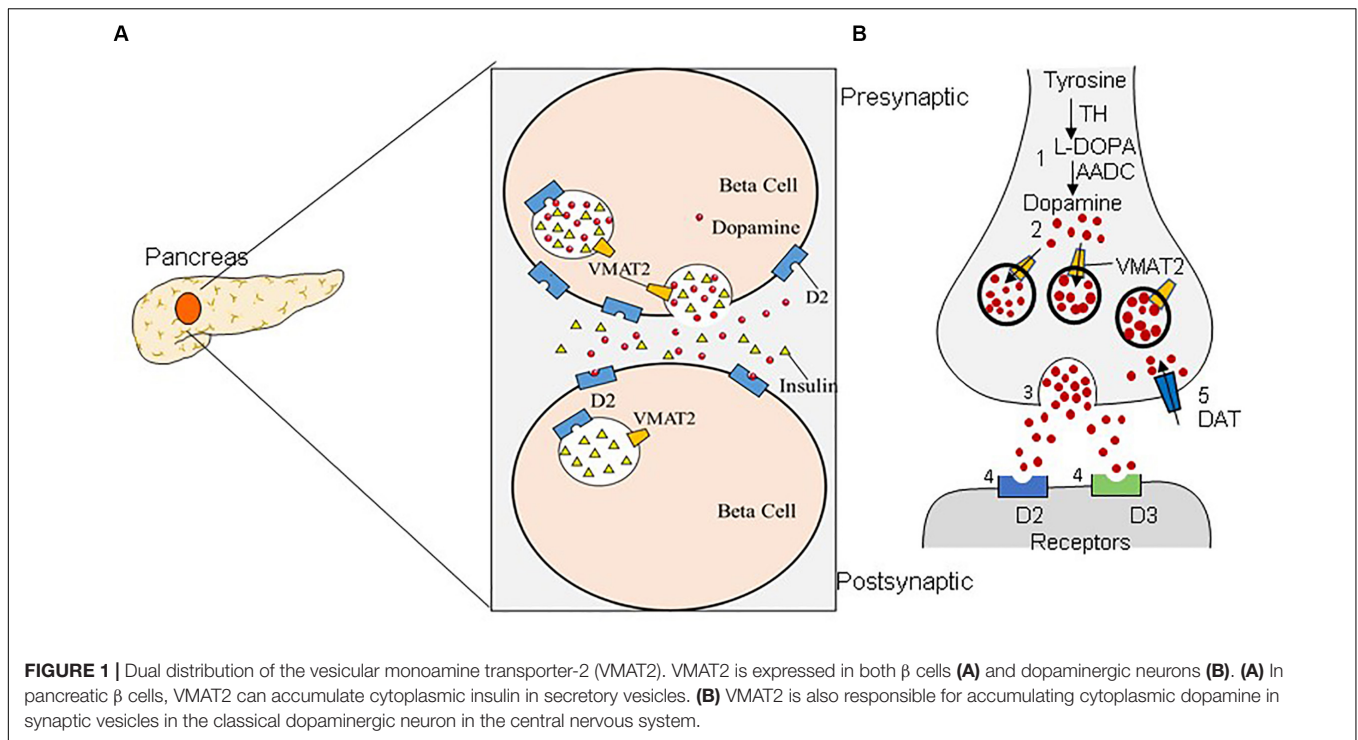 A
B
Pancreas
Beta Cell
Dopamine
VMAT2
D2
Insulin
D2
VMAT2
Beta Cell
Presynaptic
Postsynaptic
Tyrosine
TH
1 L-DOPA
AADC
Dopamine
2
VMAT2
3
5
DAT
4 4
D2 D3
Receptors
FIGURE 1 | Dual distribution of the vesicular monoamine transporter-2 (VMAT2). VMAT2 is expressed in both β cells (A) and dopaminergic neurons (B). (A) In
pancreatic β cells, VMAT2 can accumulate cytoplasmic insulin in secretory vesicles. (B) VMAT2 is also responsible for accumulating cytoplasmic dopamine in
synaptic vesicles in the classical dopaminergic neuron in the central nervous system.